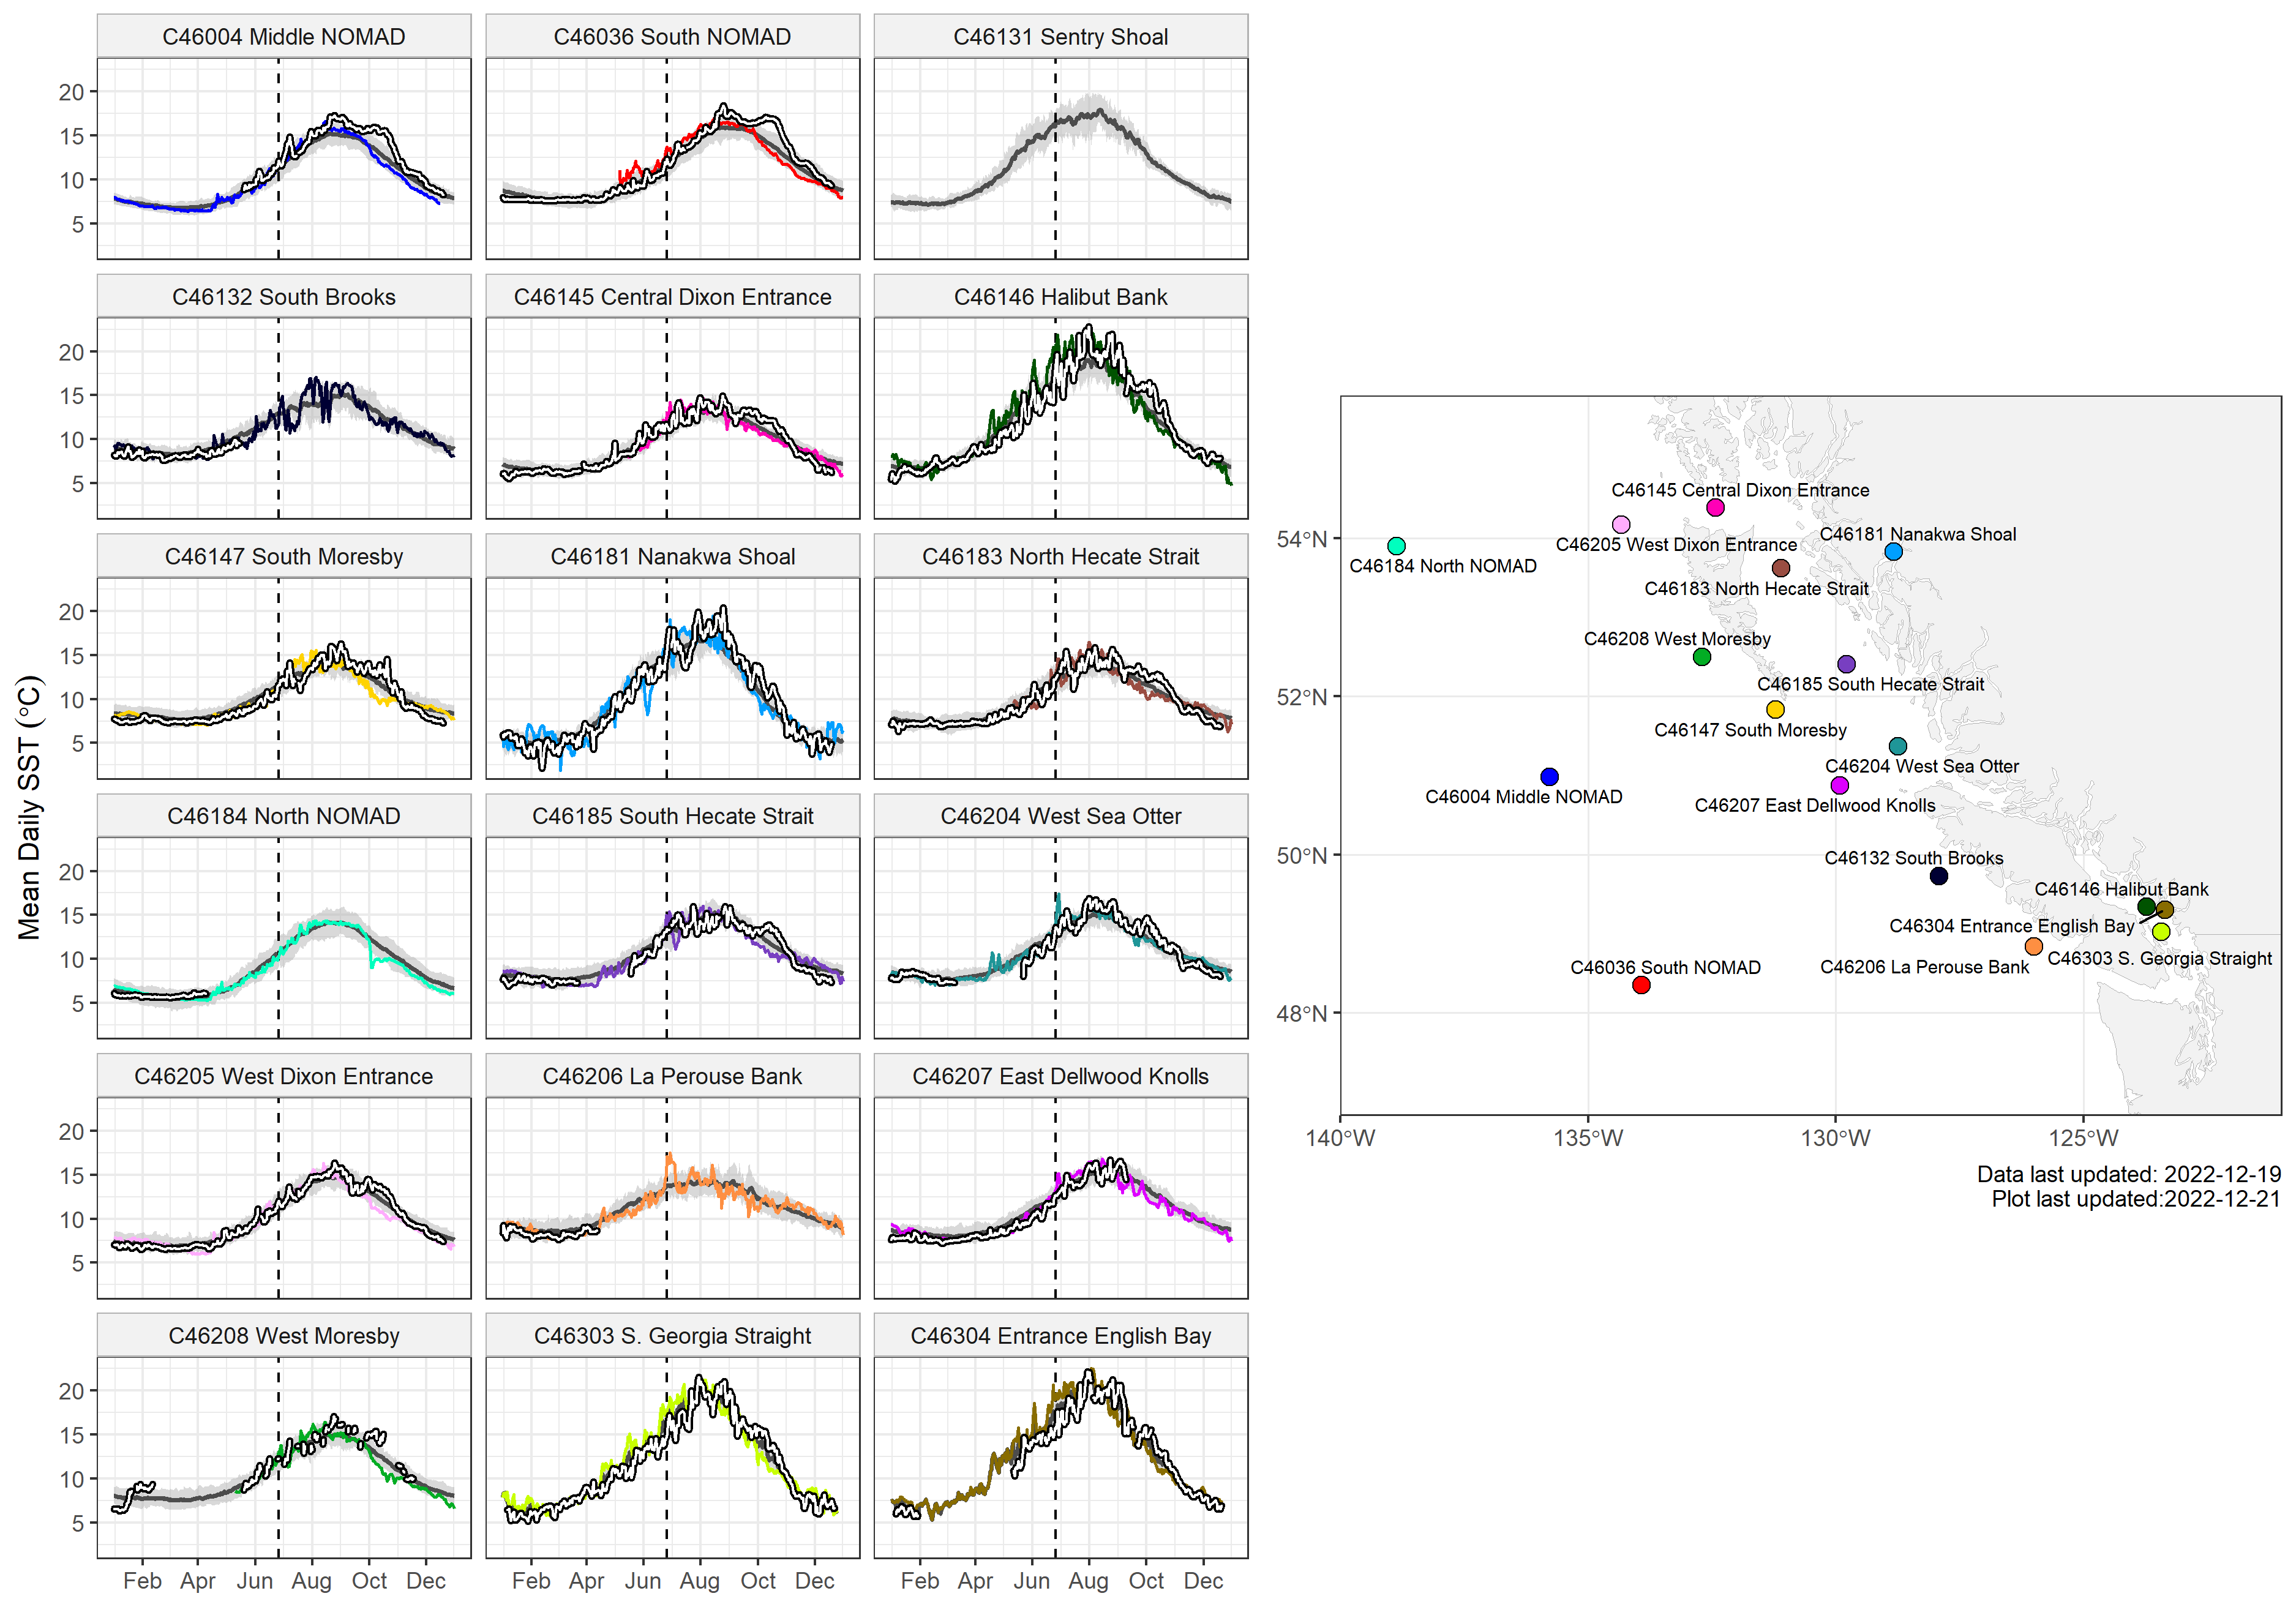 C46004 Middle NOMAD
C46036 South NOMAD
C46131 Sentry Shoal
20
15
10
5
C46132 South Brooks
C46145 Central Dixon Entrance
C46146 Halibut Bank
20
15
10
5
C46147 South Moresby
C46181 Nanakwa Shoal
C46183 North Hecate Strait
20
15
10
5
C46184 North NOMAD
C46185 South Hecate Strait
C46204 West Sea Otter
20
15
10
5
C46205 West Dixon Entrance
C46206 La Perouse Bank
C46207 East Dellwood Knolls
20
15
10
5
C46208 West Moresby
C46303 S. Georgia Straight
C46304 Entrance English Bay
20
15
10
5
Feb Apr Jun Aug Oct Dec
Feb Apr Jun Aug Oct Dec
Feb Apr Jun Aug Oct Dec
Mean Daily SST (°C)
C46145 Central Dixon Entrance
C46205 West Dixon Entrance
C46181 Nanakwa Shoal
C46184 North NOMAD
C46183 North Hecate Strait
C46208 West Moresby
C46185 South Hecate Strait
C46147 South Moresby
C46204 West Sea Otter
C46004 Middle NOMAD
C46207 East Dellwood Knolls
C46132 South Brooks
C46146 Halibut Bank
C46304 Entrance English Bay
C46303 S. Georgia Straight
C46206 La Perouse Bank
C46036 South NOMAD
54°N
52°N
50°N
48°N
140°W
135°W
130°W
125°W
Data last updated: 2022-12-19
Plot last updated:2022-12-21